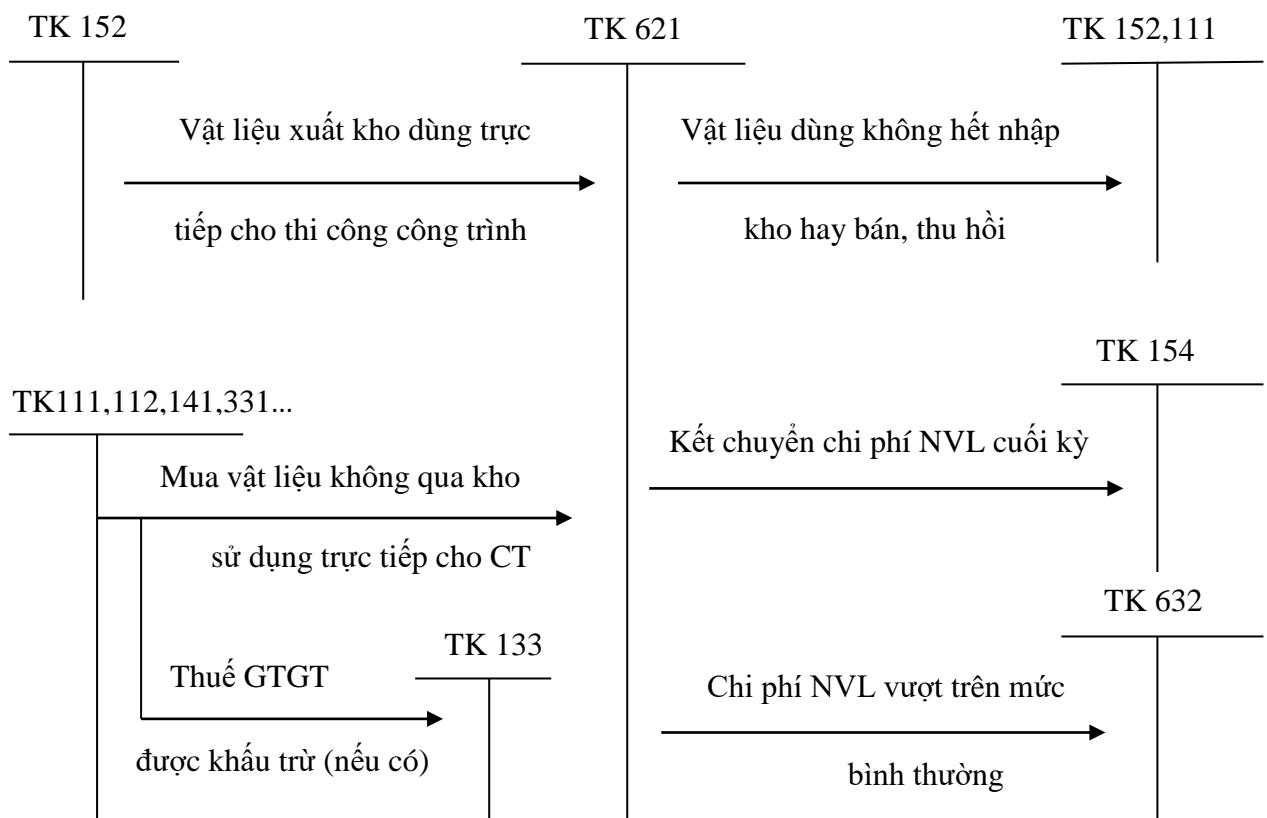 TK 152
TK 621
TK 152,111
Vật liệu xuất kho dùng trực
tiếp cho thi công công trình
Vật liệu dùng không hết nhập
kho hay bán, thu hồi
TK 154
TK111,112,141,331...
Mua vật liệu không qua kho
sử dụng trực tiếp cho CT
Kết chuyển chi phí NVL cuối kỳ
TK 632
TK 133
Thuế GTGT
được khấu trừ (nếu có)
Chi phí NVL vượt trên mức
bình thường